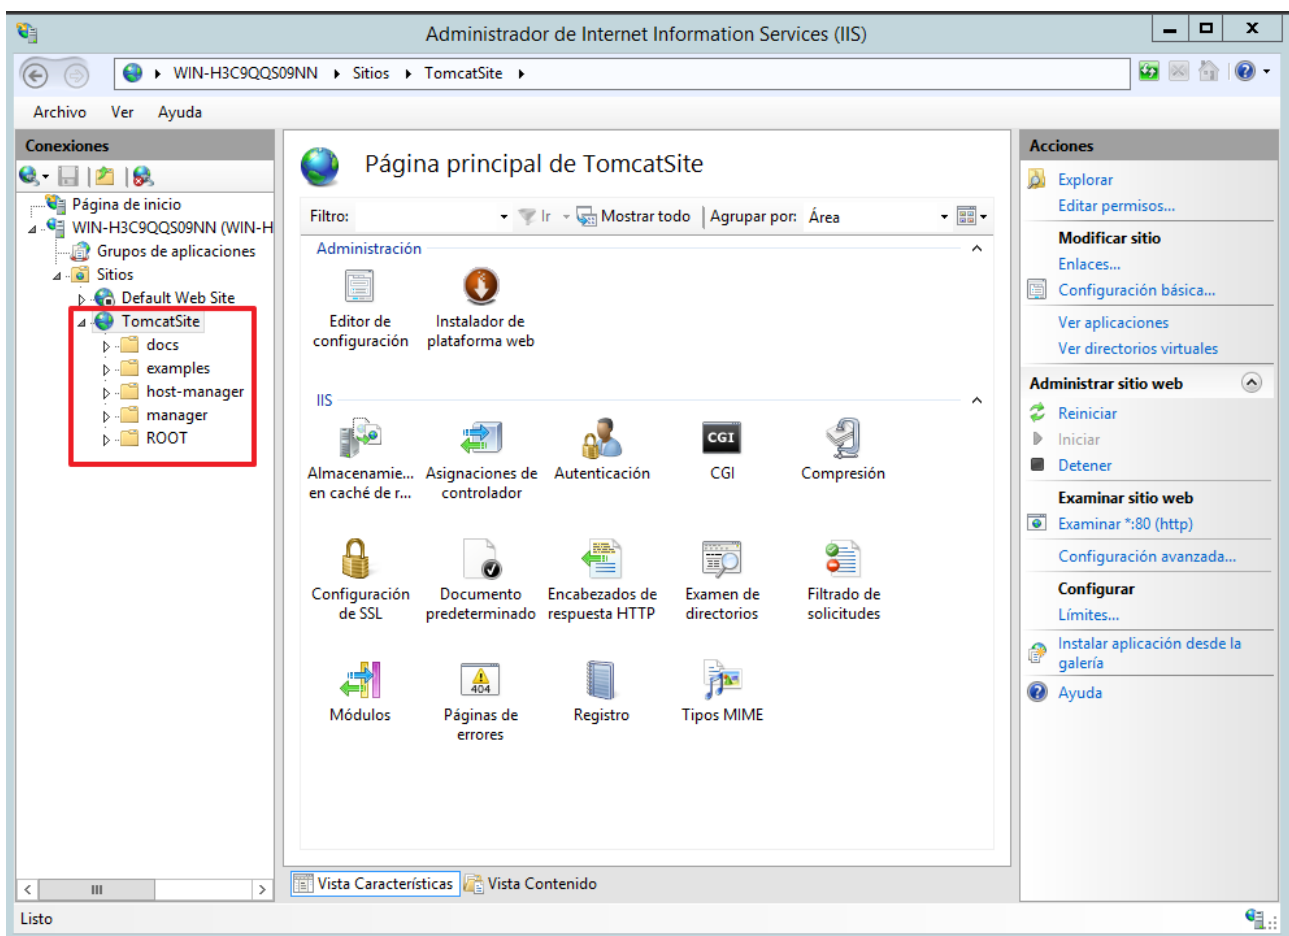 Administrador de Internet Information Services (IIS)
WIN-H3C9QQS09NN Sitios TomcatSite
Archivo Ver Ayuda
Conexiones
Página de inicio
WIN-H3C9QQS09NN (WIN-H
Grupos de aplicaciones
Sitios
Default Web Site
TomcatSite
docs
examples
host-manager
manager
ROOT
Página principal de TomcatSite
Filtro: Ir Mostrar todo Agrupar por: Área
Administración
Editor de
configuración
Instalador de
plataforma web
IIS
Almacenamie...
en caché de r...
Asignaciones de
controlador
Autenticación
CGI
CGI
Compresión
Configuración
de SSL
Documento
predeterminado
Encabezados de
respuesta HTTP
Examen de
directorios
Filtrado de
solicitudes
Módulos
404
Páginas de
errores
Registro
Tipos MIME
Vista Características Vista Contenido
Acciones
Explorar
Editar permisos...
Modificar sitio
Enlaces...
Configuración básica...
Ver aplicaciones
Ver directorios virtuales
Administrar sitio web
Reiniciar
Iniciar
Detener
Examinar sitio web
Examinar *:80 (http)
Configuración avanzada...
Configurar
Límites...
Instalar aplicación desde la
galería
Ayuda
Listo